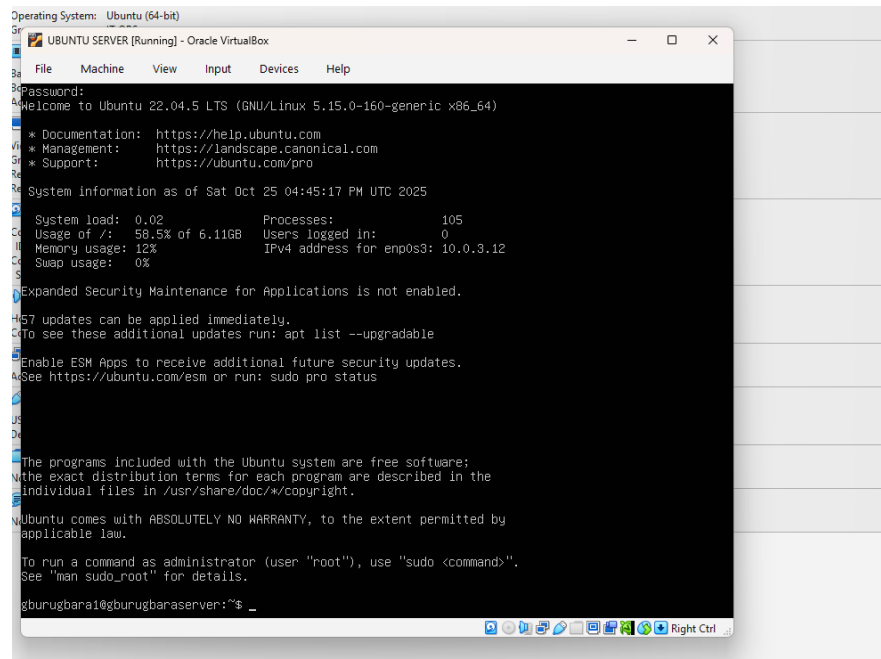 Operating System: Ubuntu (64-bit)
UBUNTU SERVER [Running] - Oracle VirtualBox
File Machine View Input Devices Help
Password:
Welcome to Ubuntu 22.04.5 LTS (GNU/Linux 5.15.0-160-generic x86_64)
* Documentation: https://help.ubuntu.com
* Management: https://landscape.canonical.com
* Support: https://ubuntu.com/pro
System information as of Sat Oct 25 04:45:17 PM UTC 2025
System load: 0.02 Processes: 105
Usage of /: 58.5% of 6.11GB Users logged in: 0
Memory usage: 12% IPv4 address for enp0s3: 10.0.3.12
Swap usage: 0%
Expanded Security Maintenance for Applications is not enabled.
57 updates can be applied immediately.
To see these additional updates run: apt list --upgradable
Enable ESM Apps to receive additional future security updates.
See https://ubuntu.com/esm or run: sudo pro status
The programs included with the Ubuntu system are free software;
the exact distribution terms for each program are described in the
individual files in /usr/share/doc/*/copyright.
Ubuntu comes with ABSOLUTELY NO WARRANTY, to the extent permitted by
applicable law.
To run a command as administrator (user "root"), use "sudo <command>".
See "man sudo_root" for details.
gburugbara1@gburugbaraserver:~$ _
Right Ctrl